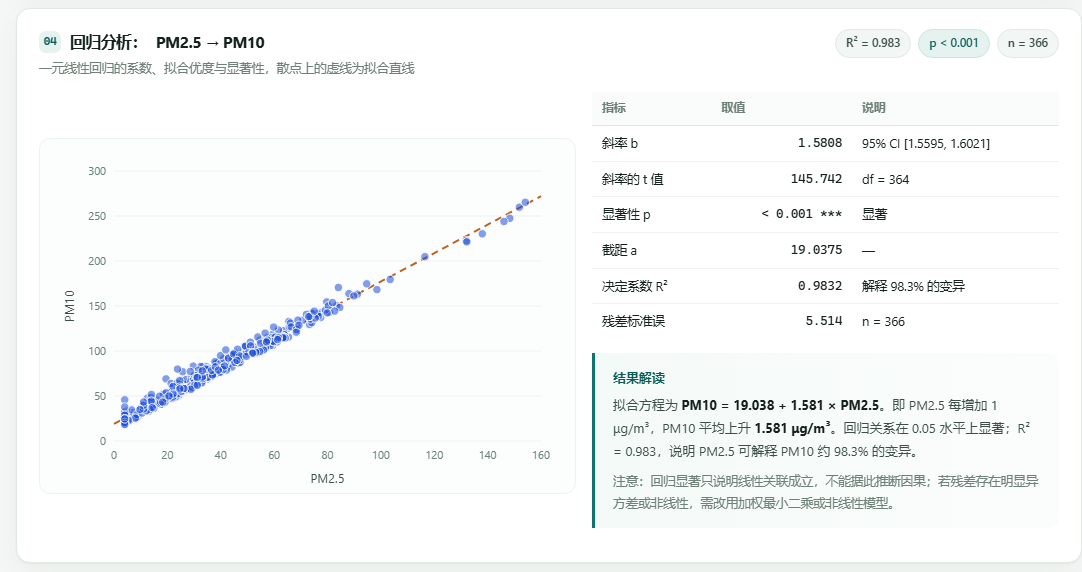 04 回归分析： PM2.5 → PM10
R² = 0.983 p < 0.001 n = 366
一元线性回归的系数、拟合优度与显著性，散点上的虚线为拟合直线
300
250
200
150
100
50
0
PM10
0 20 40 60 80 100 120 140 160
PM2.5
指标 取值 说明
斜率 b 1.5808 95% CI [1.5595, 1.6021]
斜率的 t 值 145.742 df = 364
显著性 p < 0.001 *** 显著
截距 a 19.0375 —
决定系数 R² 0.9832 解释 98.3% 的变异
残差标准误 5.514 n = 366
结果解读
拟合方程为 PM10 = 19.038 + 1.581 × PM2.5。即 PM2.5 每增加 1
μg/m³，PM10 平均上升 1.581 μg/m³。回归关系在 0.05 水平上显著；R²
= 0.983，说明 PM2.5 可解释 PM10 约 98.3% 的变异。
注意：回归显著只说明线性关联成立，不能据此推断因果；若残差存在明显异
方差或非线性，需改用加权最小二乘或非线性模型。